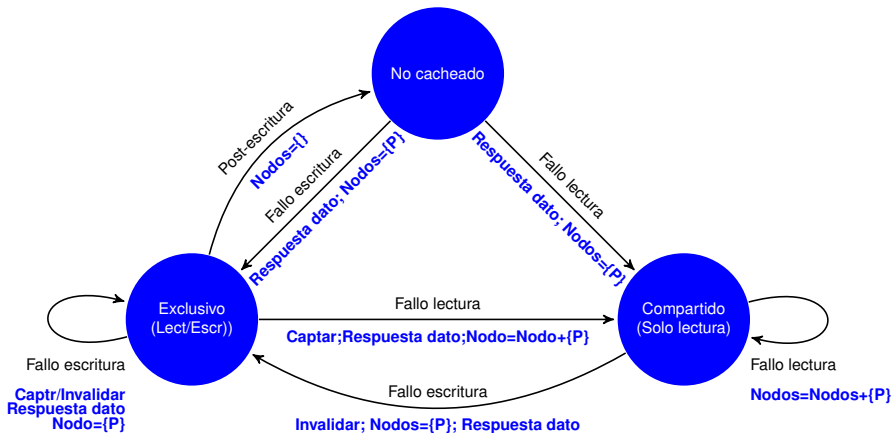 No cacheado
Post-escritura
Nodos={}
Fallo escritura
Respuesta dato; Nodos={P}
Fallo lectura
Respuesta dato; Nodos={P}
Exclusivo
(Lect/Escr))
Fallo lectura
Captar;Respuesta dato;Nodo=Nodo+{P}
Compartido
(Solo lectura)
Fallo escritura
Captr/Invalidar
Respuesta dato
Nodo={P}
Fallo escritura
Invalidar; Nodos={P}; Respuesta dato
Fallo lectura
Nodos=Nodos+{P}